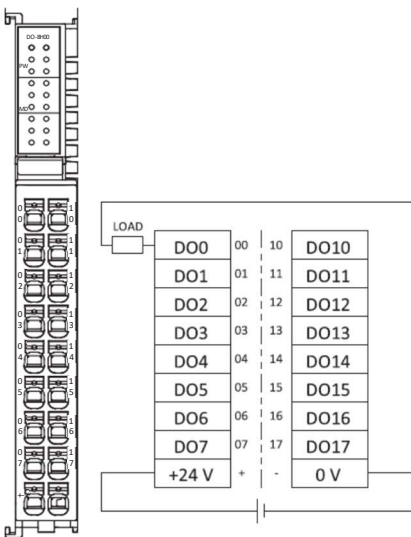 DO-8H00
PW
MD
0 0 1 0
0 1 1 1
0 2 1 2
0 3 1 3
0 4 1 4
0 5 1 5
0 6 1 6
0 7 1 7
+ -
LOAD
DO0 00 10 DO10
DO1 01 11 DO11
DO2 02 12 DO12
DO3 03 13 DO13
DO4 04 14 DO14
DO5 05 15 DO15
DO6 06 16 DO16
DO7 07 17 DO17
+24 V + - 0 V